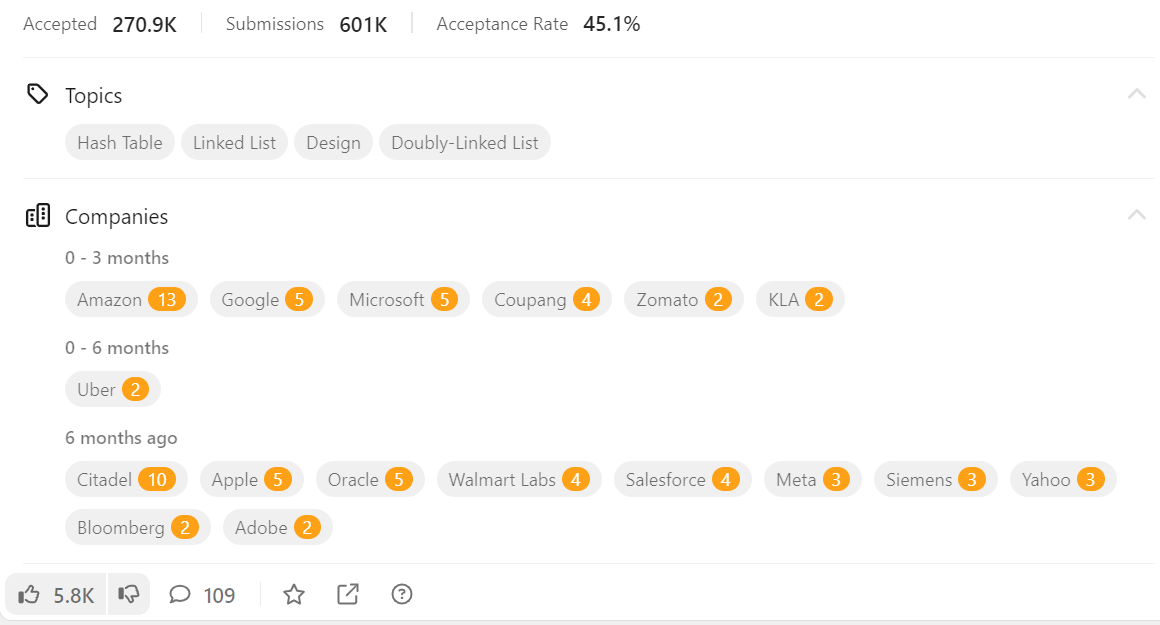 Accepted 270.9K Submissions 601K Acceptance Rate 45.1%
Topics
Hash Table Linked List Design Doubly-Linked List
Companies
0 - 3 months
Amazon 13 Google 5 Microsoft 5 Coupang 4 Zomato 2 KLA 2
0 - 6 months
Uber 2
6 months ago
Citadel 10 Apple 5 Oracle 5 Walmart Labs 4 Salesforce 4 Meta 3 Siemens 3 Yahoo 3
Bloomberg 2 Adobe 2
5.8K 109